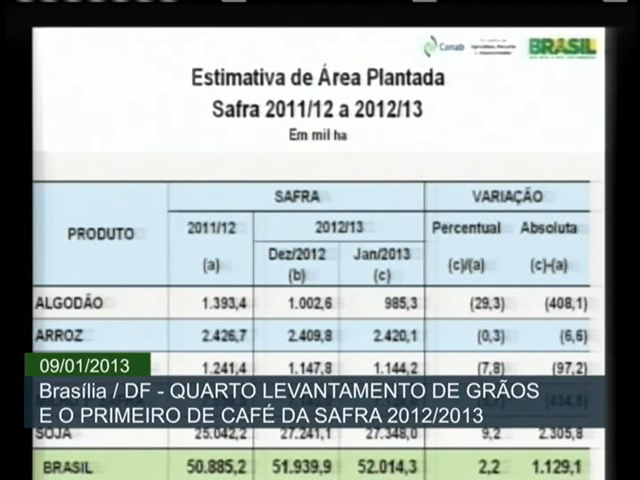 Conab
BRASIL
Estimativa de Área Plantada
Safra 2011/12 a 2012/13
Em mil ha
PRODUTO SAFRA VARIAÇÃO
2011/12 2012/13 Percentual Absoluta
(a) Dez/2012 (b) Jan/2013 (c) (c)/(a) (c)-(a)
ALGODÃO 1.393,4 1.002,6 985,3 (29,3) (408,1)
ARROZ 2.426,7 2.409,8 2.420,1 (0,3) (6,6)
1.241,4 1.147,8 1.144,2 (7,8) (97,2)
09/01/2013
Brasília / DF - QUARTO LEVANTAMENTO DE GRÃOS
E O PRIMEIRO DE CAFÉ DA SAFRA 2012/2013
SOJA 25.042,2 27.241,1 27.348,0 9,2 2.305,8
BRASIL 50.885,2 51.939,9 52.014,3 2,2 1.129,1